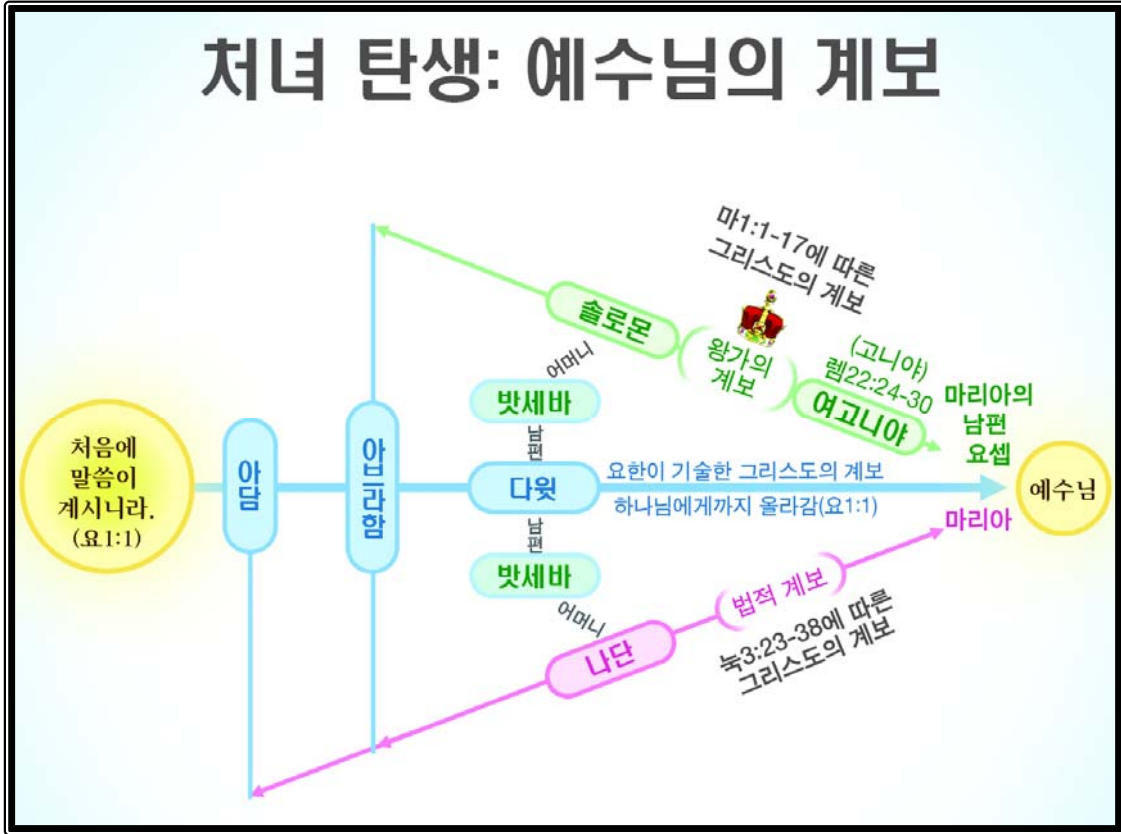 처녀 탄생: 예수님의 계보
마1:1-17에 따른
그리스도의 계보
솔로몬
왕가의
계보
(고니야)
렘22:24-30
여고니야
마리아의
남편
요셉
어머니
밧세바
남편
처음에
말씀이
계시니라.
(요1:1)
아담
아브라함
다윗
요한이 기술한 그리스도의 계보
하나님에게까지 올라감(요1:1)
예수님
마리아
남편
밧세바
어머니
나단
법적 계보
눅3:23-38에 따른
그리스도의 계보